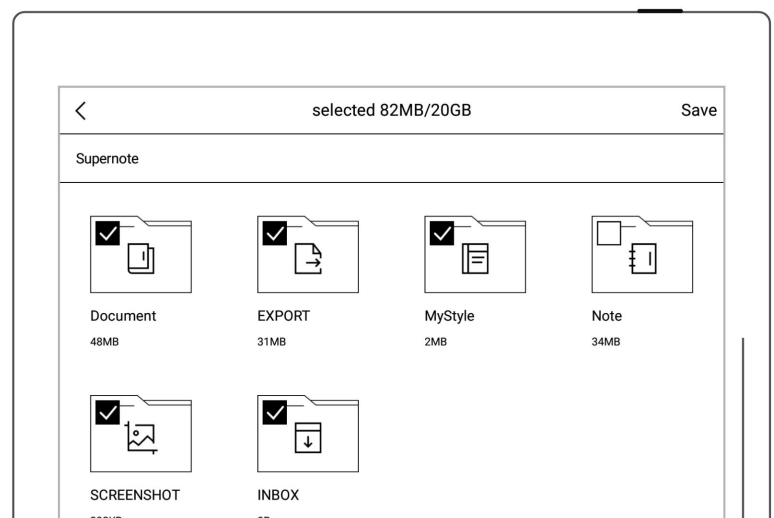 selected 82MB/20GB
Save
Supernote
Document
EXPORT
MyStyle
Note
48MB
31MB
2MB
34MB
SCREENSHOT
INBOX